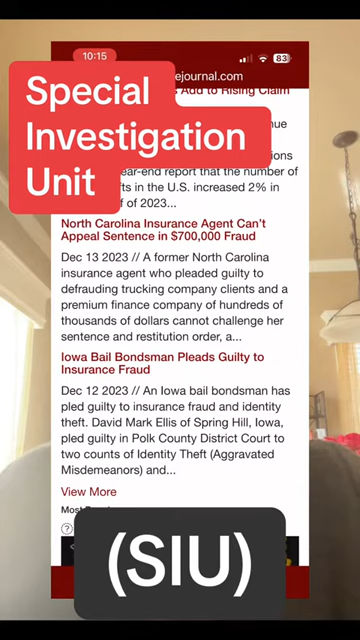 10:15
83
ejournal.com
Special
Investigation
Unit
Add to Rising Claim
nue
ions
ear-end report that the number of
fts in the U.S. increased 2% in
f of 2023...
North Carolina Insurance Agent Can't
Appeal Sentence in $700,000 Fraud
Dec 13 2023 // A former North Carolina
insurance agent who pleaded guilty to
defrauding trucking company clients and a
premium finance company of hundreds of
thousands of dollars cannot challenge her
sentence and restitution order, a...
Iowa Bail Bondsman Pleads Guilty to
Insurance Fraud
Dec 12 2023 // An Iowa bail bondsman has
pled guilty to insurance fraud and identity
theft. David Mark Ellis of Spring Hill, Iowa,
pled guilty in Polk County District Court to
two counts of Identity Theft (Aggravated
Misdemeanors) and...
View More
(SIU)